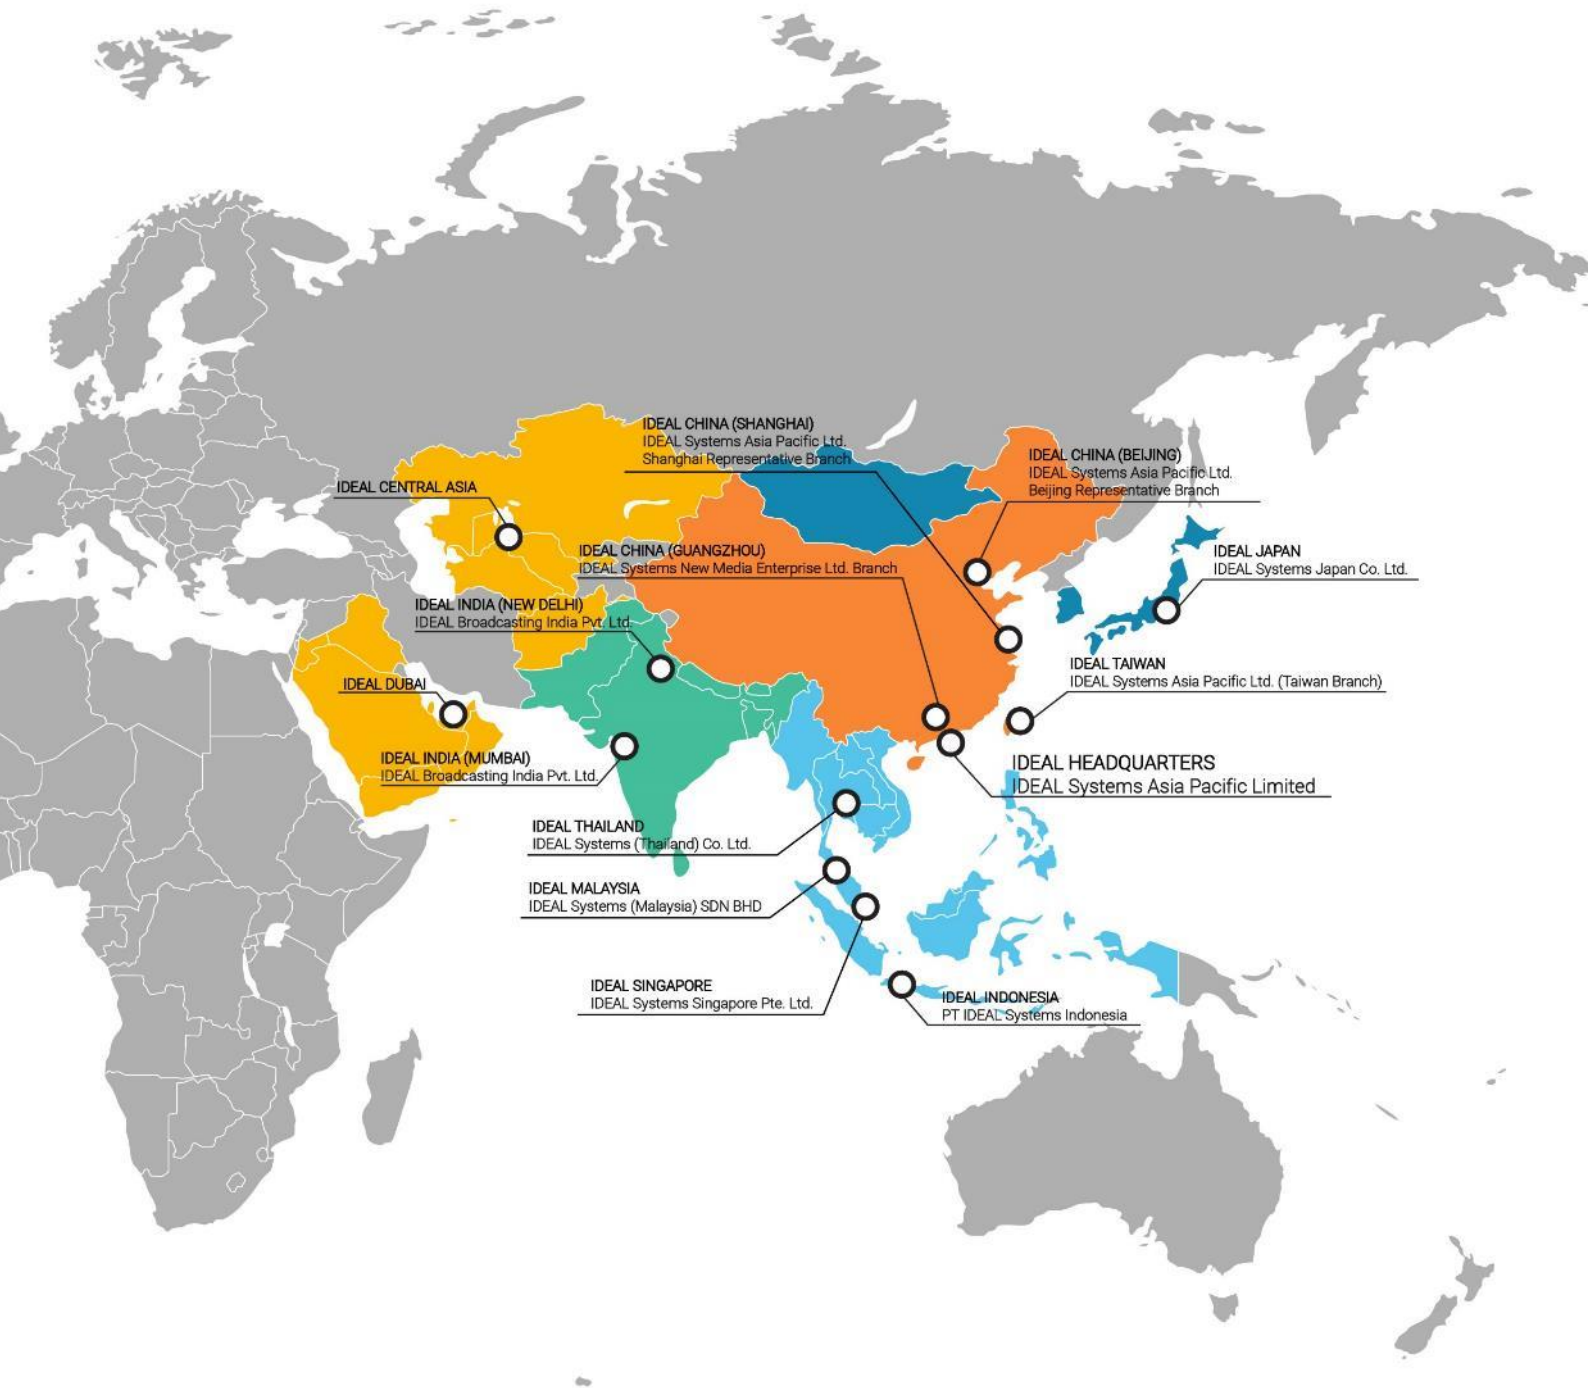 IDEAL CHINA (SHANGHAI)
IDEAL Systems Asia Pacific Ltd.
Shanghai Representative Branch
IDEAL CHINA (BEIJING)
IDEAL Systems Asia Pacific Ltd.
Beijing Representative Branch
IDEAL CENTRAL ASIA
IDEAL CHINA (GUANGZHOU)
IDEAL Systems New Media Enterprise Ltd. Branch
IDEAL JAPAN
IDEAL Systems Japan Co. Ltd.
IDEAL INDIA (NEW DELHI)
IDEAL Broadcasting India Pvt. Ltd.
IDEAL TAIWAN
IDEAL Systems Asia Pacific Ltd. (Taiwan Branch)
IDEAL DUBAI
IDEAL INDIA (MUMBAI)
IDEAL Broadcasting India Pvt. Ltd.
IDEAL HEADQUARTERS
IDEAL Systems Asia Pacific Limited
IDEAL THAILAND
IDEAL Systems (Thailand) Co. Ltd.
IDEAL MALAYSIA
IDEAL Systems (Malaysia) SDN BHD
IDEAL SINGAPORE
IDEAL Systems Singapore Pte. Ltd.
IDEAL INDONESIA
PT IDEAL Systems Indonesia